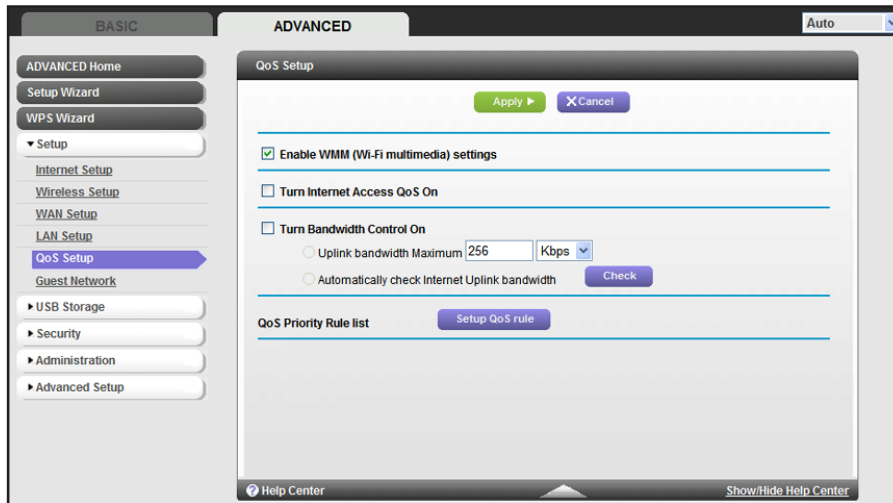 BASIC
ADVANCED
Auto
ADVANCED Home
Setup Wizard
WPS Wizard
Setup
Internet Setup
Wireless Setup
WAN Setup
LAN Setup
QoS Setup
Guest Network
USB Storage
Security
Administration
Advanced Setup
QoS Setup
Apply
X Cancel
Enable WMM (Wi-Fi multimedia) settings
Turn Internet Access QoS On
Turn Bandwidth Control On
Uplink bandwidth Maximum 256 Kbps
Automatically check Internet Uplink bandwidth Check
QoS Priority Rule list Setup QoS rule
? Help Center Show/Hide Help Center